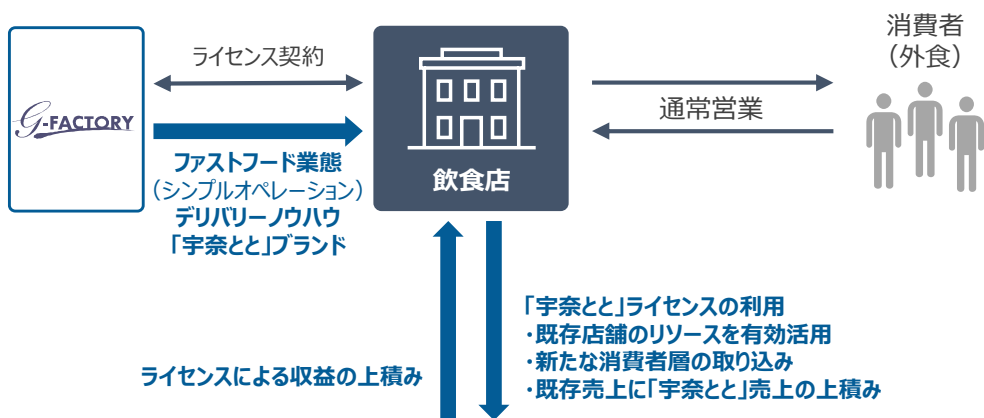 G-FACTORY
ライセンス契約
ファストフード業態
（シンプルオペレーション）
デリバリーノウハウ
「宇奈とと」ブランド
飲食店
通常営業
消費者
（外食）
ライセンスによる収益の上積み
「宇奈とと」ライセンスの利用
・既存店舗のリソースを有効活用
・新たな消費者層の取り込み
・既存売上に「宇奈とと」売上の上積み